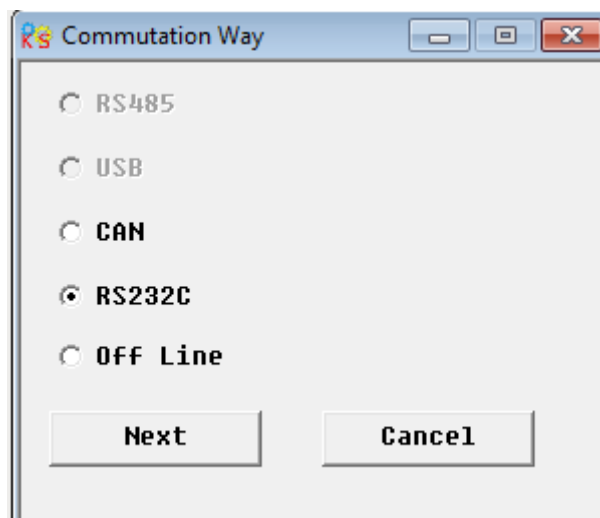 Commutation Way
RS485
USB
CAN
RS232C
Off Line
Next Cancel